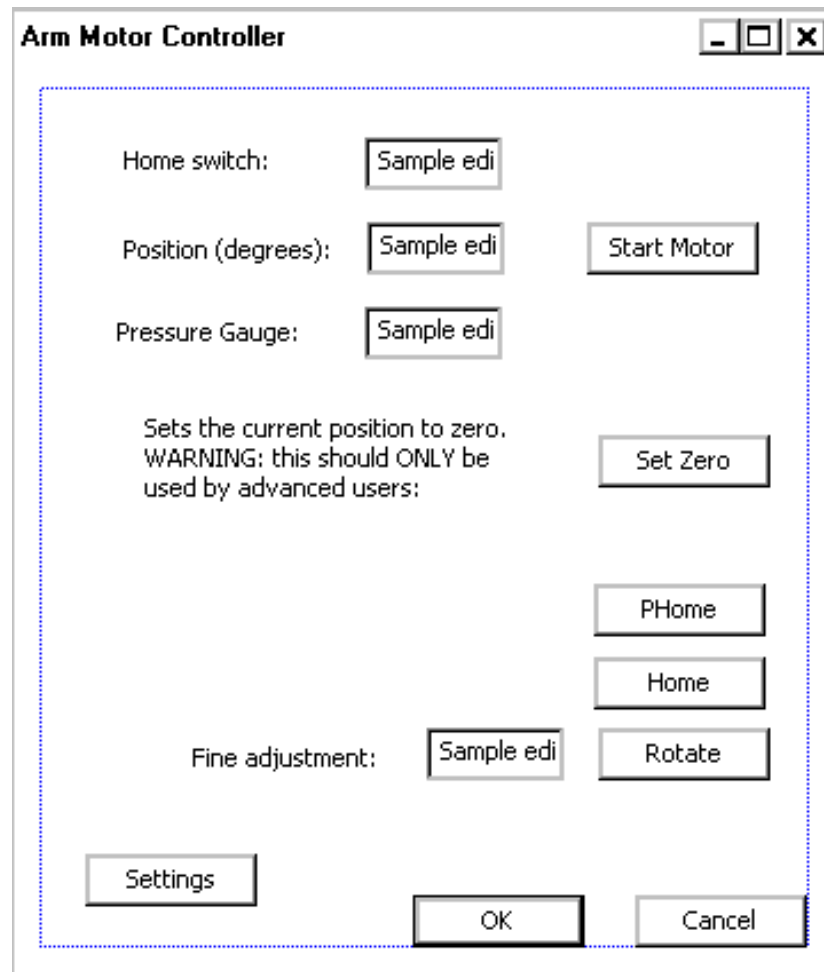 Arm Motor Controller
Home switch: Sample edi
Position (degrees): Sample edi Start Motor
Pressure Gauge: Sample edi
Sets the current position to zero.
WARNING: this should ONLY be
used by advanced users:
Set Zero
PHome
Home
Fine adjustment: Sample edi Rotate
Settings
OK Cancel